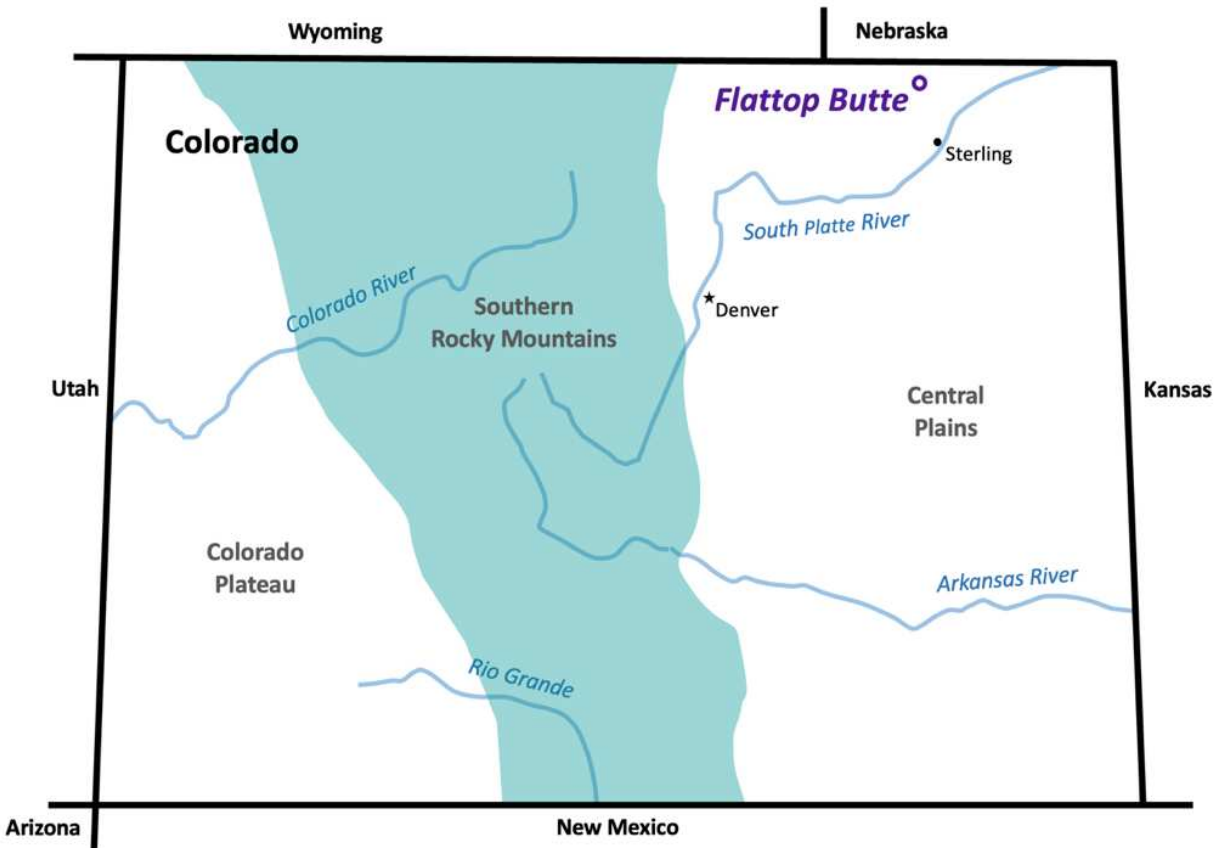 Wyoming
Nebraska
Flattop Butte
Colorado
Sterling
South Platte River
Colorado River
Southern
Rocky Mountains
Denver
Utah
Central
Plains
Kansas
Colorado
Plateau
Arkansas River
Rio Grande
Arizona
New Mexico